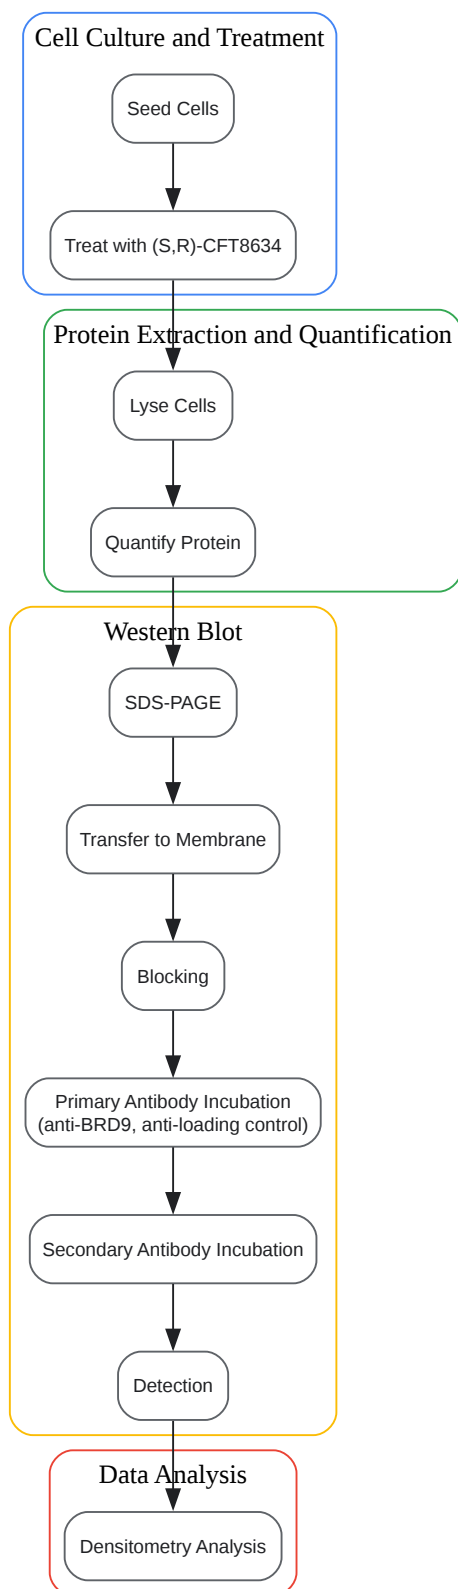 Cell Culture and Treatment
Seed Cells
Treat with (S,R)-CFT8634
Protein Extraction and Quantification
Lyse Cells
Quantify Protein
Western Blot
SDS-PAGE
Transfer to Membrane
Blocking
Primary Antibody Incubation
(anti-BRD9, anti-loading control)
Secondary Antibody Incubation
Detection
Data Analysis
Densitometry Analysis